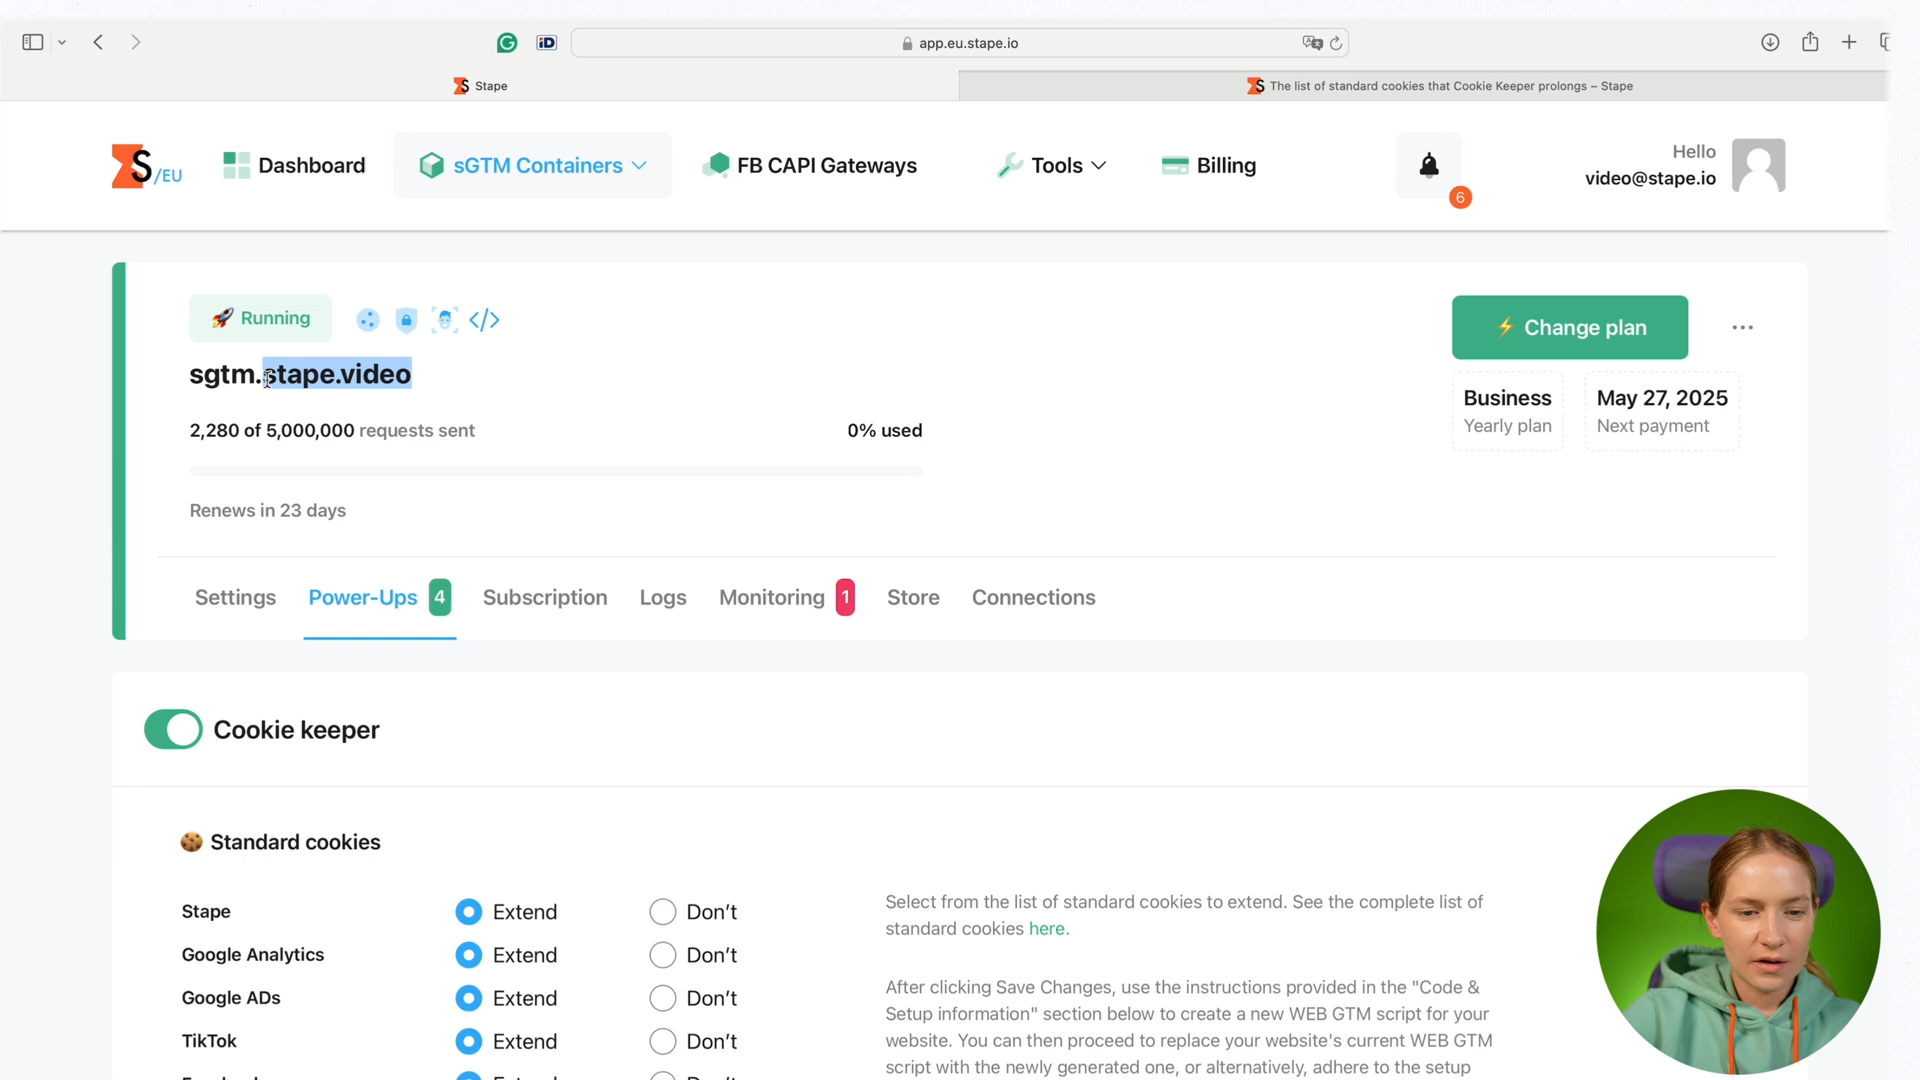 app.eu.stape.io
Stape
The list of standard cookies that Cookie Keeper prolongs – Stape
S/EU
Dashboard
sGTM Containers
FB CAPI Gateways
Tools
Billing
6
Hello
video@stape.io
Running
sgtm.stape.video
2,280 of 5,000,000 requests sent
0% used
Renews in 23 days
Change plan
Business
Yearly plan
May 27, 2025
Next payment
Settings
Power-Ups 4
Subscription
Logs
Monitoring 1
Store
Connections
Cookie keeper
Standard cookies
Stape Extend Don't
Google Analytics Extend Don't
Google ADs Extend Don't
TikTok Extend Don't
Select from the list of standard cookies to extend. See the complete list of
standard cookies here.
After clicking Save Changes, use the instructions provided in the "Code &
Setup information" section below to create a new WEB GTM script for your
website. You can then proceed to replace your website's current WEB GTM
script with the newly generated one, or alternatively, adhere to the setup